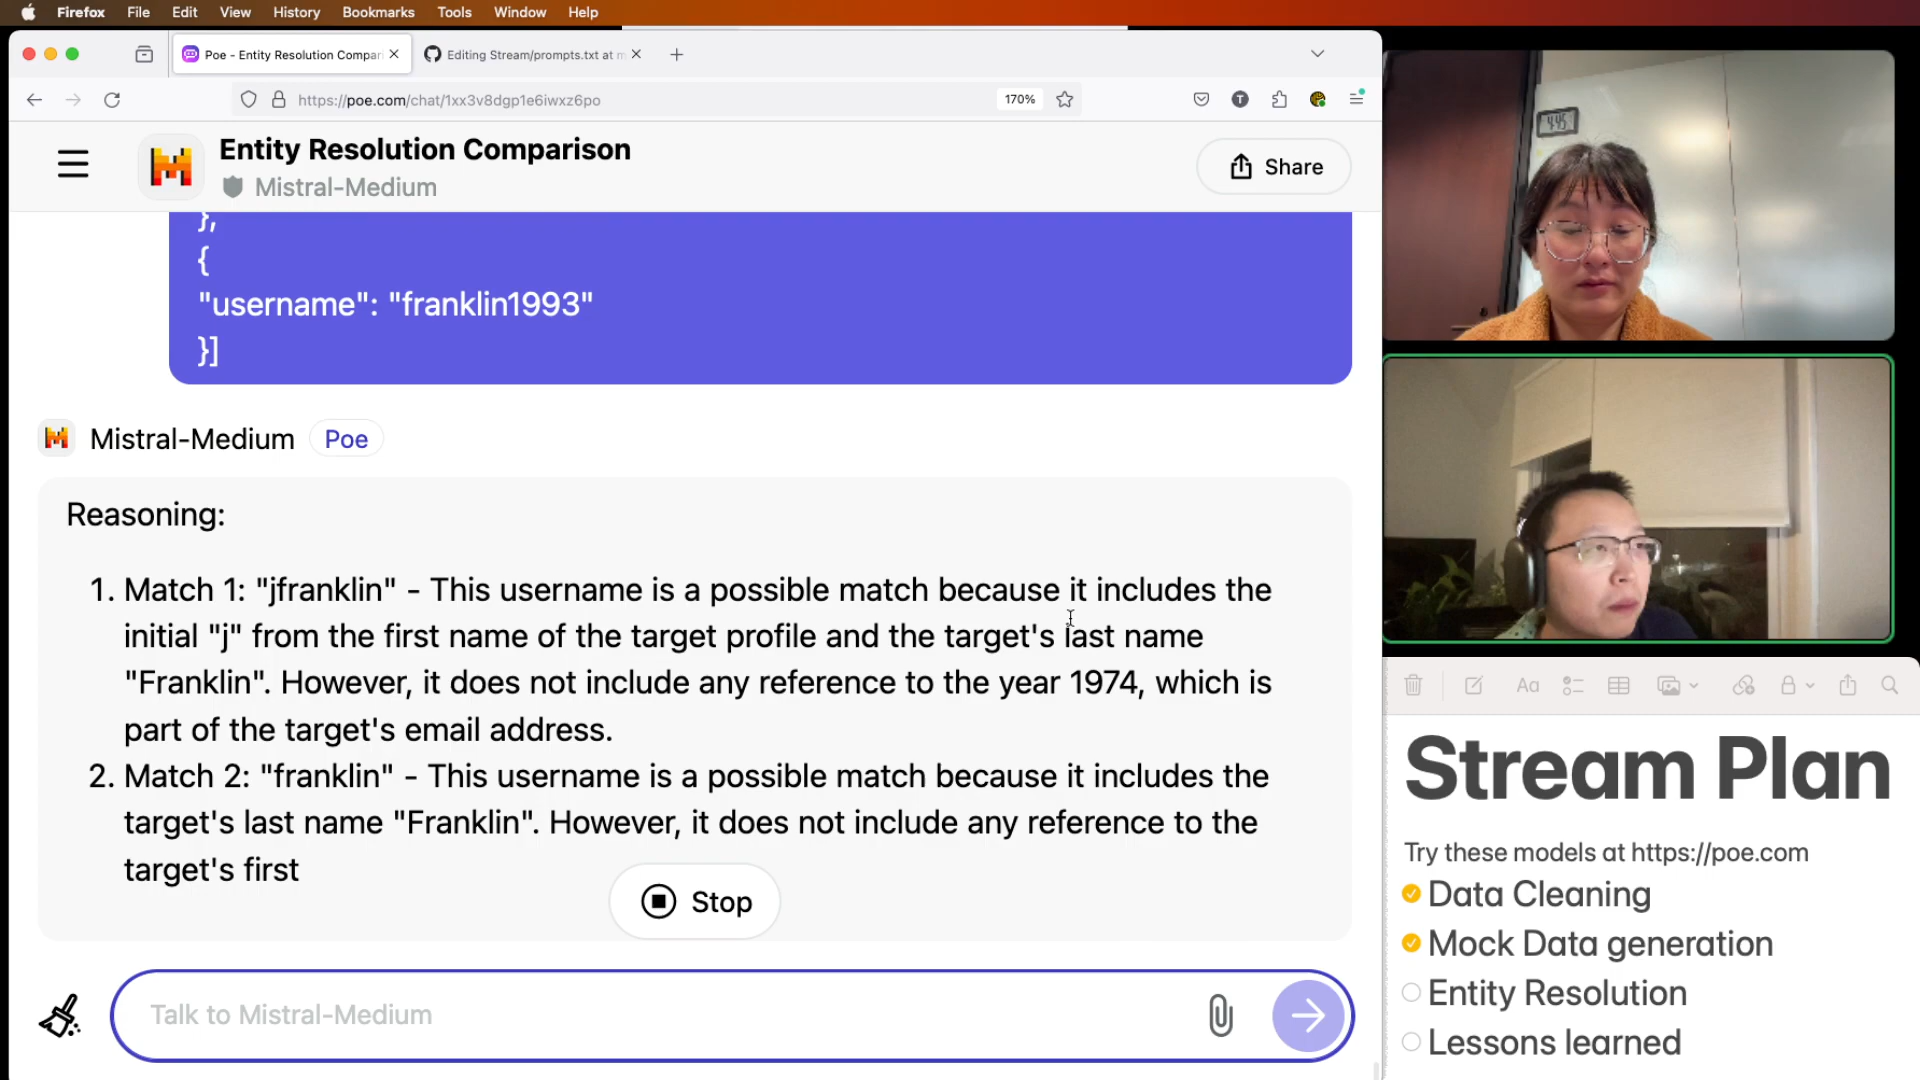 Firefox File Edit View History Bookmarks Tools Window Help
Poe - Entity Resolution Compari
Editing Stream/prompts.txt at m
https://poe.com/chat/1xx3v8dgp1e6iwxz6po
170%
T
Entity Resolution Comparison
Mistral-Medium
Share
},
{
"username": "franklin1993"
}]
Mistral-Medium Poe
Reasoning:
1. Match 1: "jfranklin" - This username is a possible match because it includes the
initial "j" from the first name of the target profile and the target's last name
"Franklin". However, it does not include any reference to the year 1974, which is
part of the target's email address.
2. Match 2: "franklin" - This username is a possible match because it includes the
target's last name "Franklin". However, it does not include any reference to the
target's first
Stop
Talk to Mistral-Medium
4:45
Aa
Stream Plan
Try these models at https://poe.com
Data Cleaning
Mock Data generation
Entity Resolution
Lessons learned